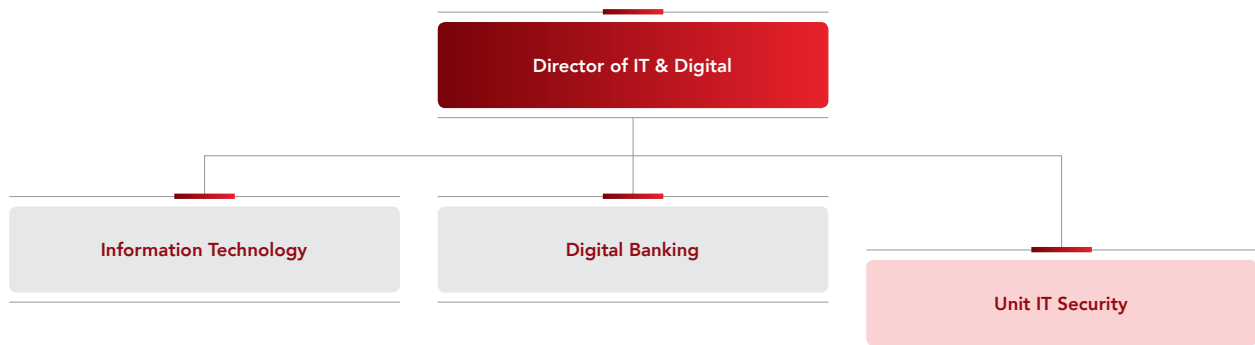 Director of IT & Digital
Information Technology
Digital Banking
Unit IT Security